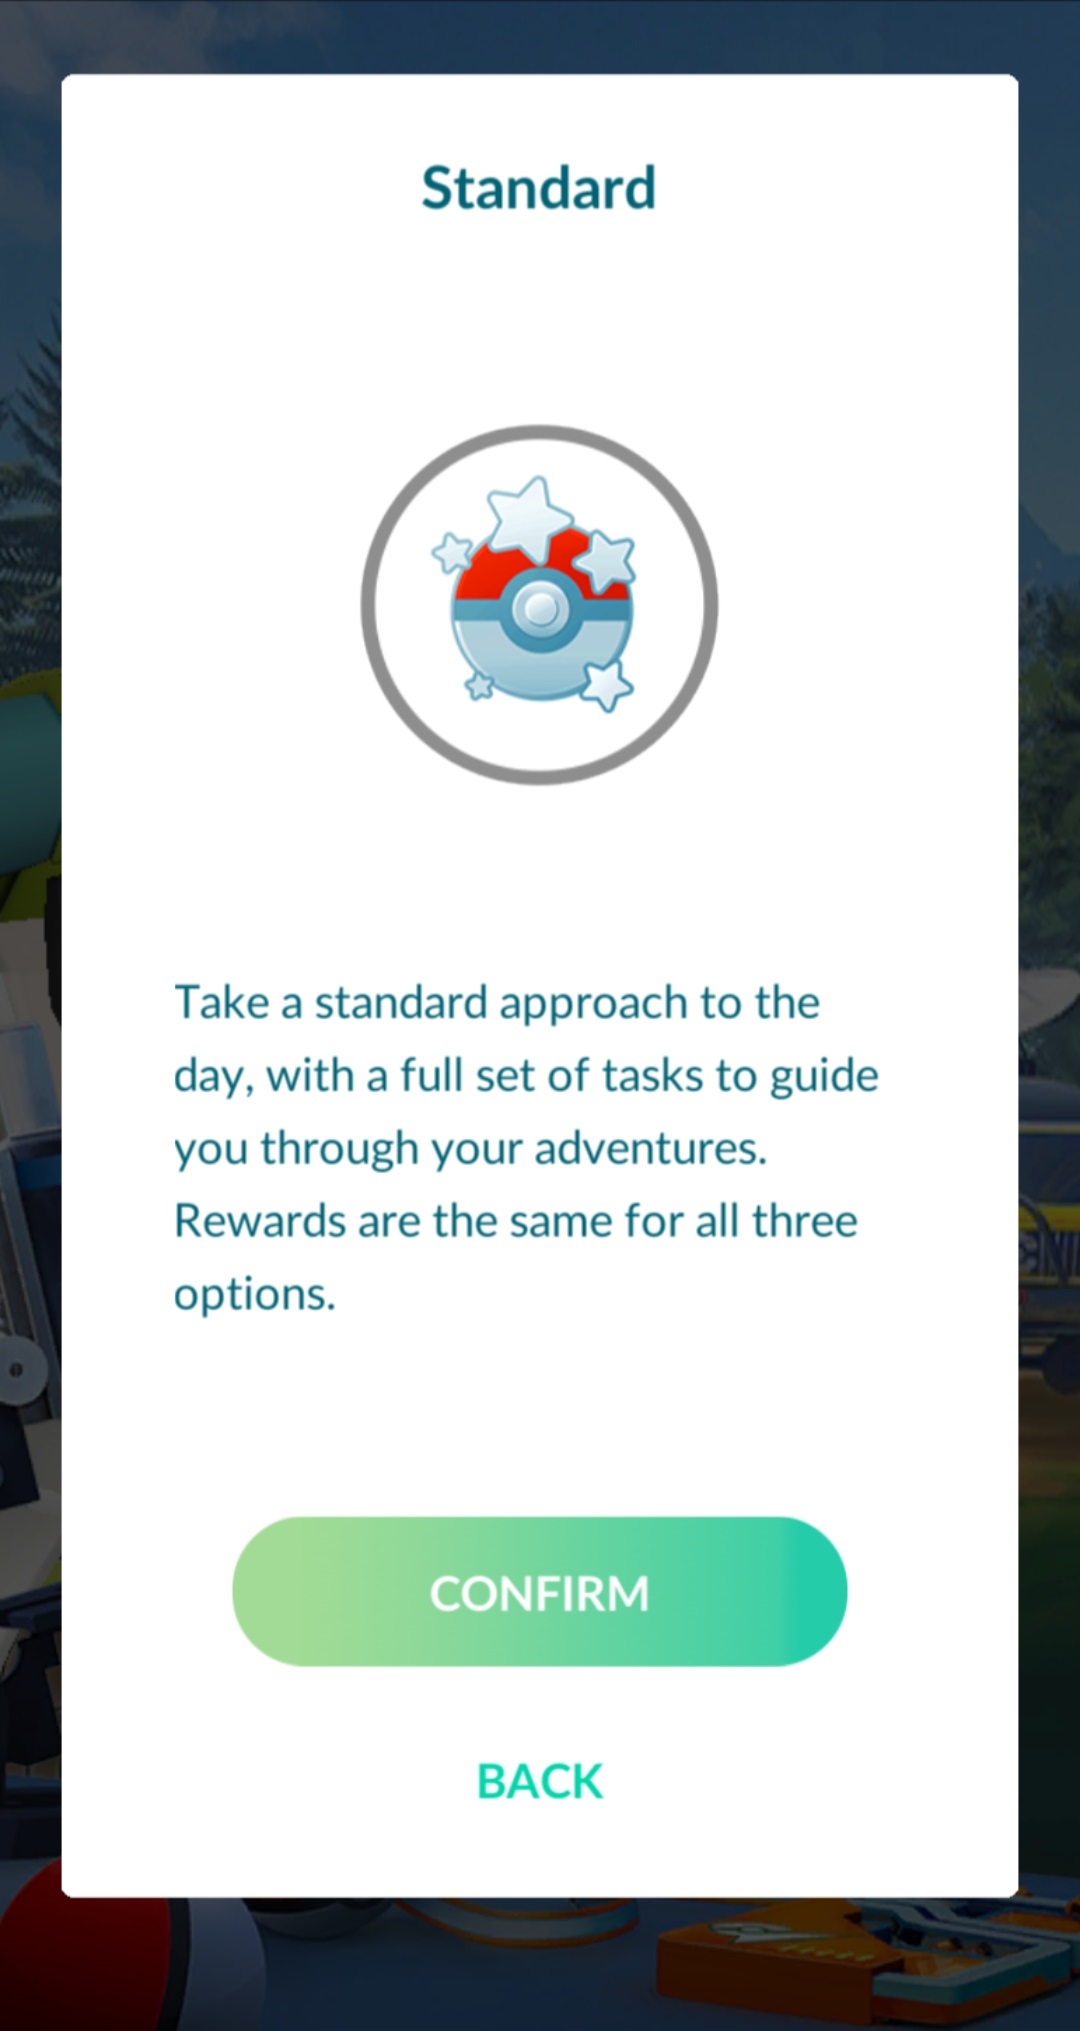 Standard
Take a standard approach to the
day, with a full set of tasks to guide
you through your adventures.
Rewards are the same for all three
options.
CONFIRM
BACK